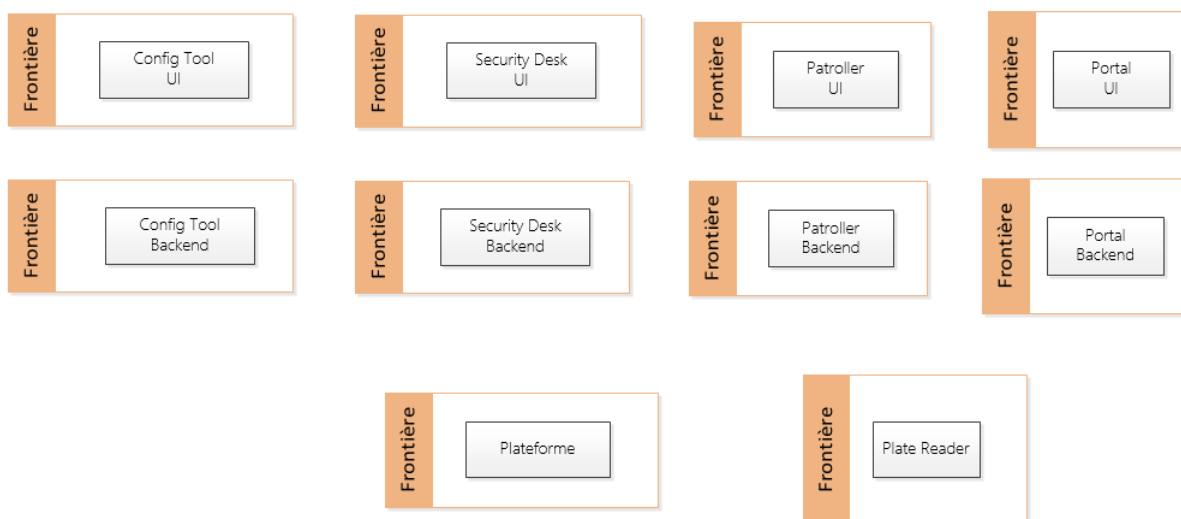 Frontière
Config Tool
UI
Frontière
Security Desk
UI
Frontière
Patroller
UI
Frontière
Portal
UI
Frontière
Config Tool
Backend
Frontière
Security Desk
Backend
Frontière
Patroller
Backend
Frontière
Portal
Backend
Frontière
Plateforme
Frontière
Plate Reader